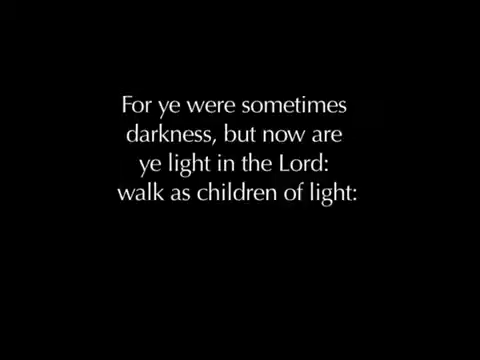 For ye were sometimes
darkness, but now are
ye light in the Lord:
walk as children of light: